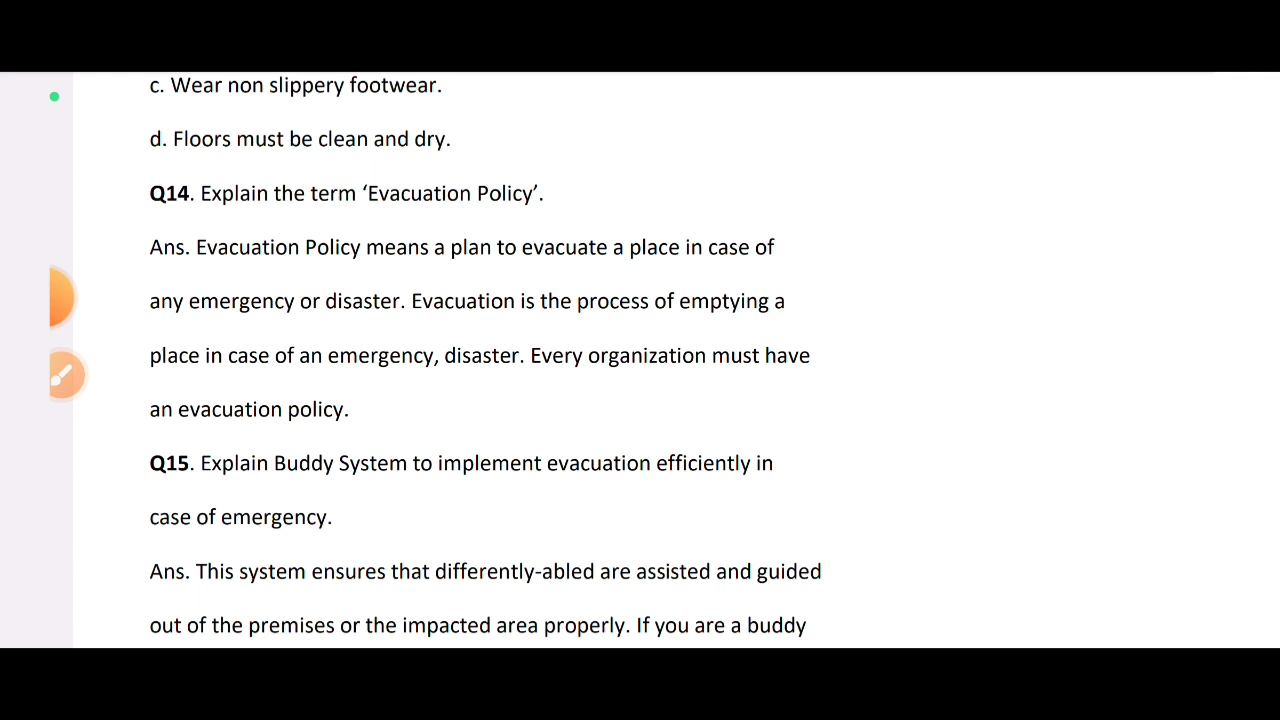 c. Wear non slippery footwear.
d. Floors must be clean and dry.
Q14. Explain the term ‘Evacuation Policy’.
Ans. Evacuation Policy means a plan to evacuate a place in case of
any emergency or disaster. Evacuation is the process of emptying a
place in case of an emergency, disaster. Every organization must have
an evacuation policy.
Q15. Explain Buddy System to implement evacuation efficiently in
case of emergency.
Ans. This system ensures that differently-abled are assisted and guided
out of the premises or the impacted area properly. If you are a buddy